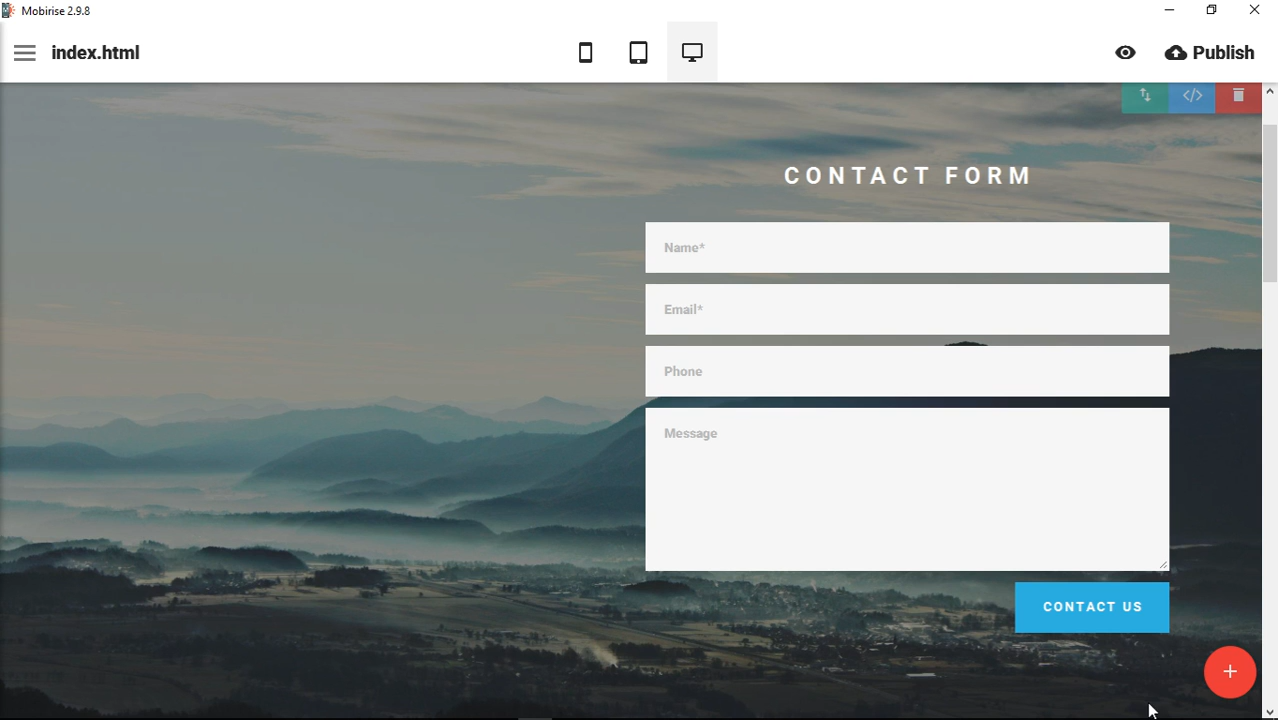 Mobirise 2.9.8
index.html
Publish
</>
CONTACT FORM
Name*
Email*
Phone
Message
CONTACT US
+